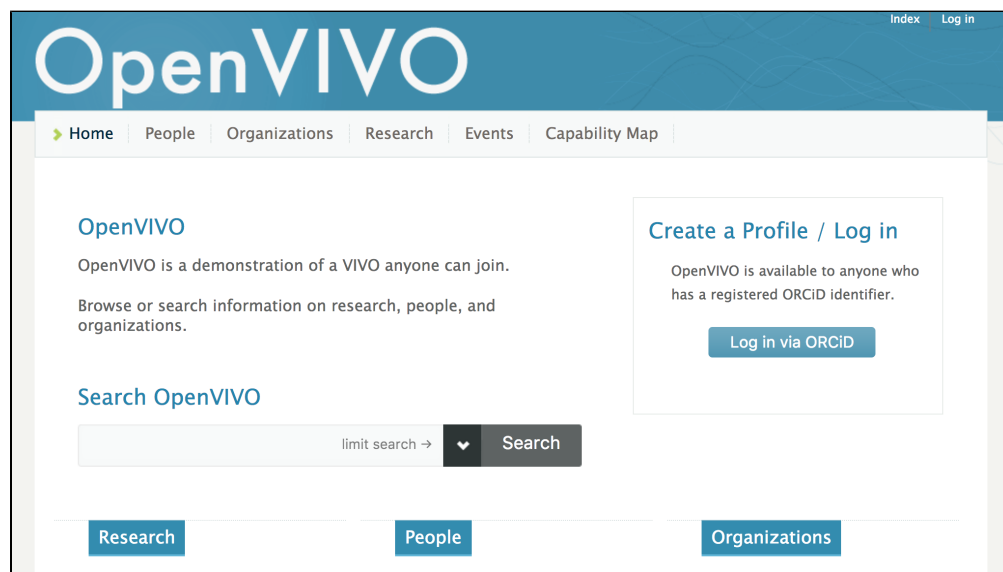 Index Log in
OpenVIVO
Home People Organizations Research Events Capability Map
OpenVIVO
OpenVIVO is a demonstration of a VIVO anyone can join.
Browse or search information on research, people, and
organizations.
Create a Profile / Log in
OpenVIVO is available to anyone who
has a registered ORCiD identifier.
Log in via ORCiD
Search OpenVIVO
limit search → Search
Research People Organizations